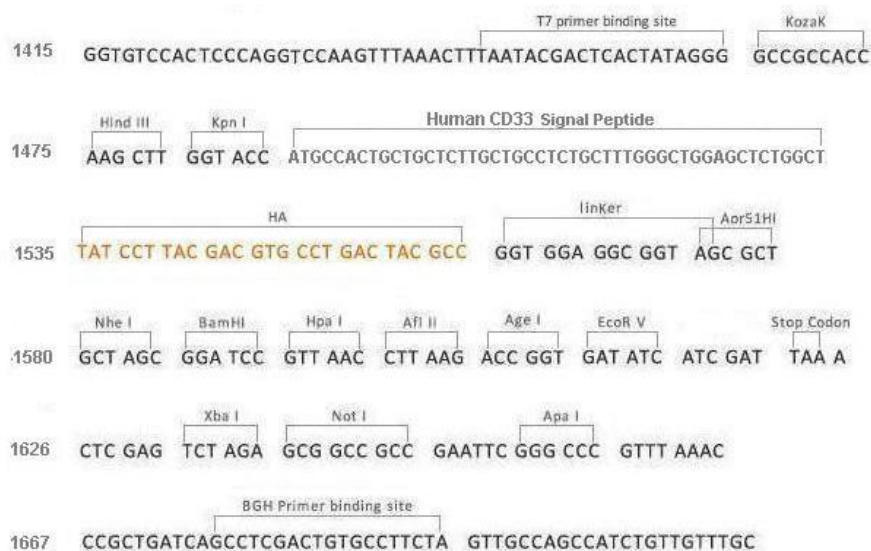 T7 primer binding site KozaK
1415 GGTGTCCACTCCCAGGTCCAAGTTTAAACTTTAATACGACTCACTATAGGG GCCGCCACC
Hind III Kpn I Human CD33 Signal Peptide
1475 AAG CTT GGT ACC ATGCCACTGCTGCTCTTGCTGCCTCTGCTTTGGGCTGGAGCTCTGGCT
HA linKer Aor51HI
1535 TAT CCT TAC GAC GTG CCT GAC TAC GCC GGT GGA GGC GGT AGC GCT
Nhe I BamHI Hpa I Afl II Age I EcoR V Stop Codon
1580 GCT AGC GGA TCC GTT AAC CTT AAG ACC GGT GAT ATC ATC GAT TAA A
Xba I Not I Apa I
1626 CTC GAG TCT AGA GCG GCC GCC GAATTC GGG CCC GTTT AAAC
BGH Primer binding site
1667 CCGCTGATCAGCCTCGACTGTGCCTTCTA GTTGCCAGCCATCTGTTGTTTGC